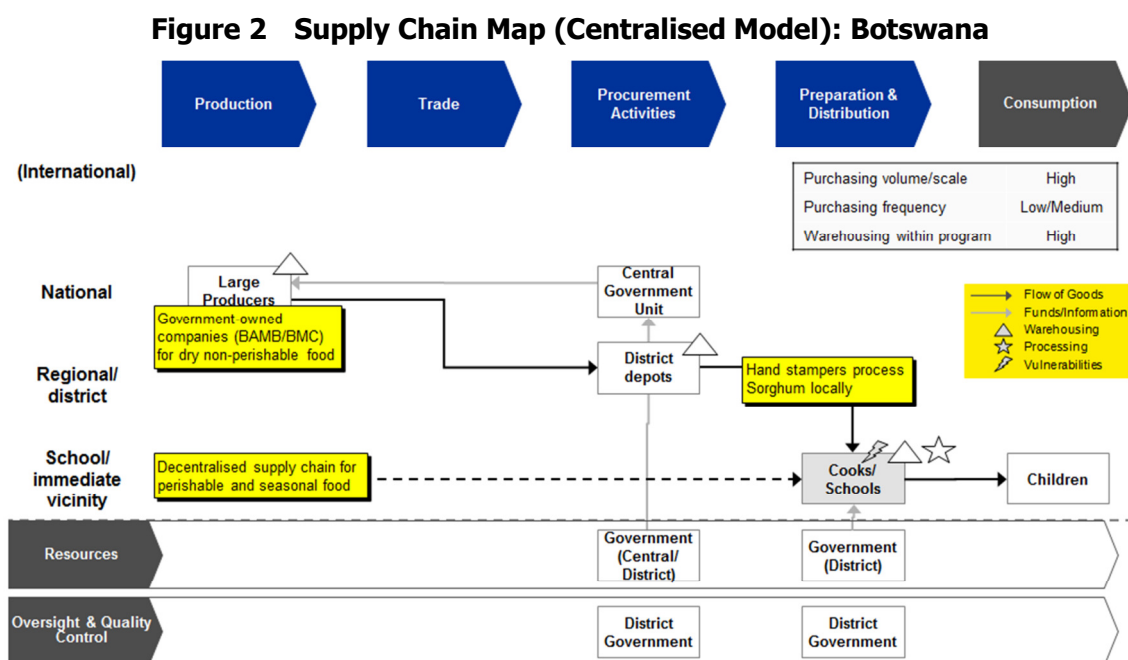 Figure 2 Supply Chain Map (Centralised Model): Botswana
Production
Trade
Procurement
Activities
Preparation &
Distribution
Consumption
(International)
Purchasing volume/scale High
Purchasing frequency Low/Medium
Warehousing within program High
National
Large
Producers
Central
Government
Unit
Government-owned
companies (BAMB/BMC)
for dry non-perishable food
Flow of Goods
Funds/Information
Warehousing
Processing
Vulnerabilities
Regional/
district
District
depots
Hand stampers process
Sorghum locally
School/
immediate
vicinity
Decentralised supply chain for
perishable and seasonal food
Cooks/
Schools
Children
Resources
Government
(Central/
District)
Government
(District)
Oversight & Quality
Control
District
Government
District
Government